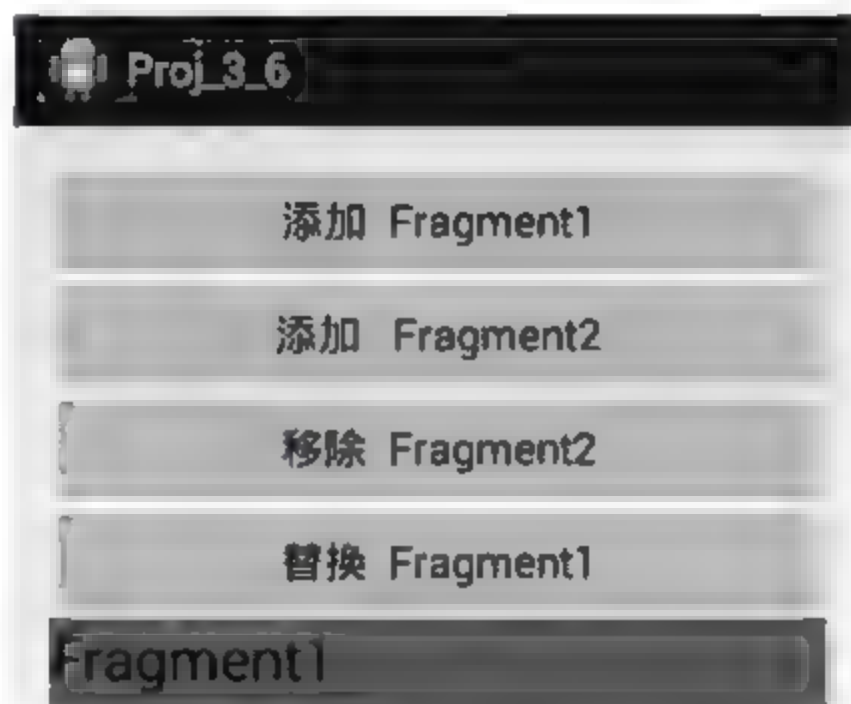 Proj_3_6
添加 Fragment1
添加 Fragment2
移除 Fragment2
替换 Fragment1
Fragment1